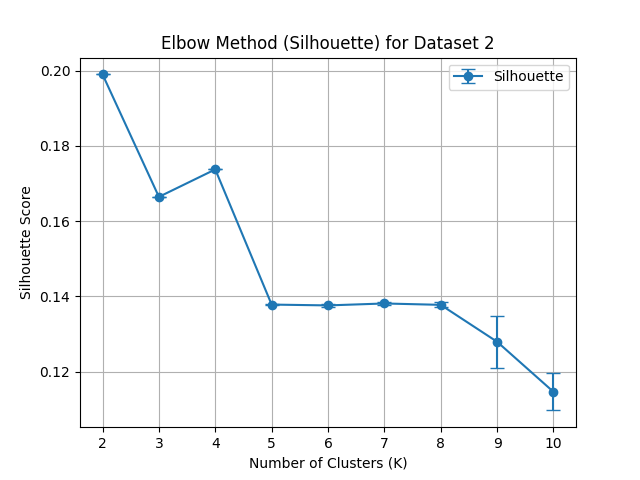 Elbow Method (Silhouette) for Dataset 2
Silhouette
Silhouette Score
0.20
0.18
0.16
0.14
0.12
2 3 4 5 6 7 8 9 10
Number of Clusters (K)